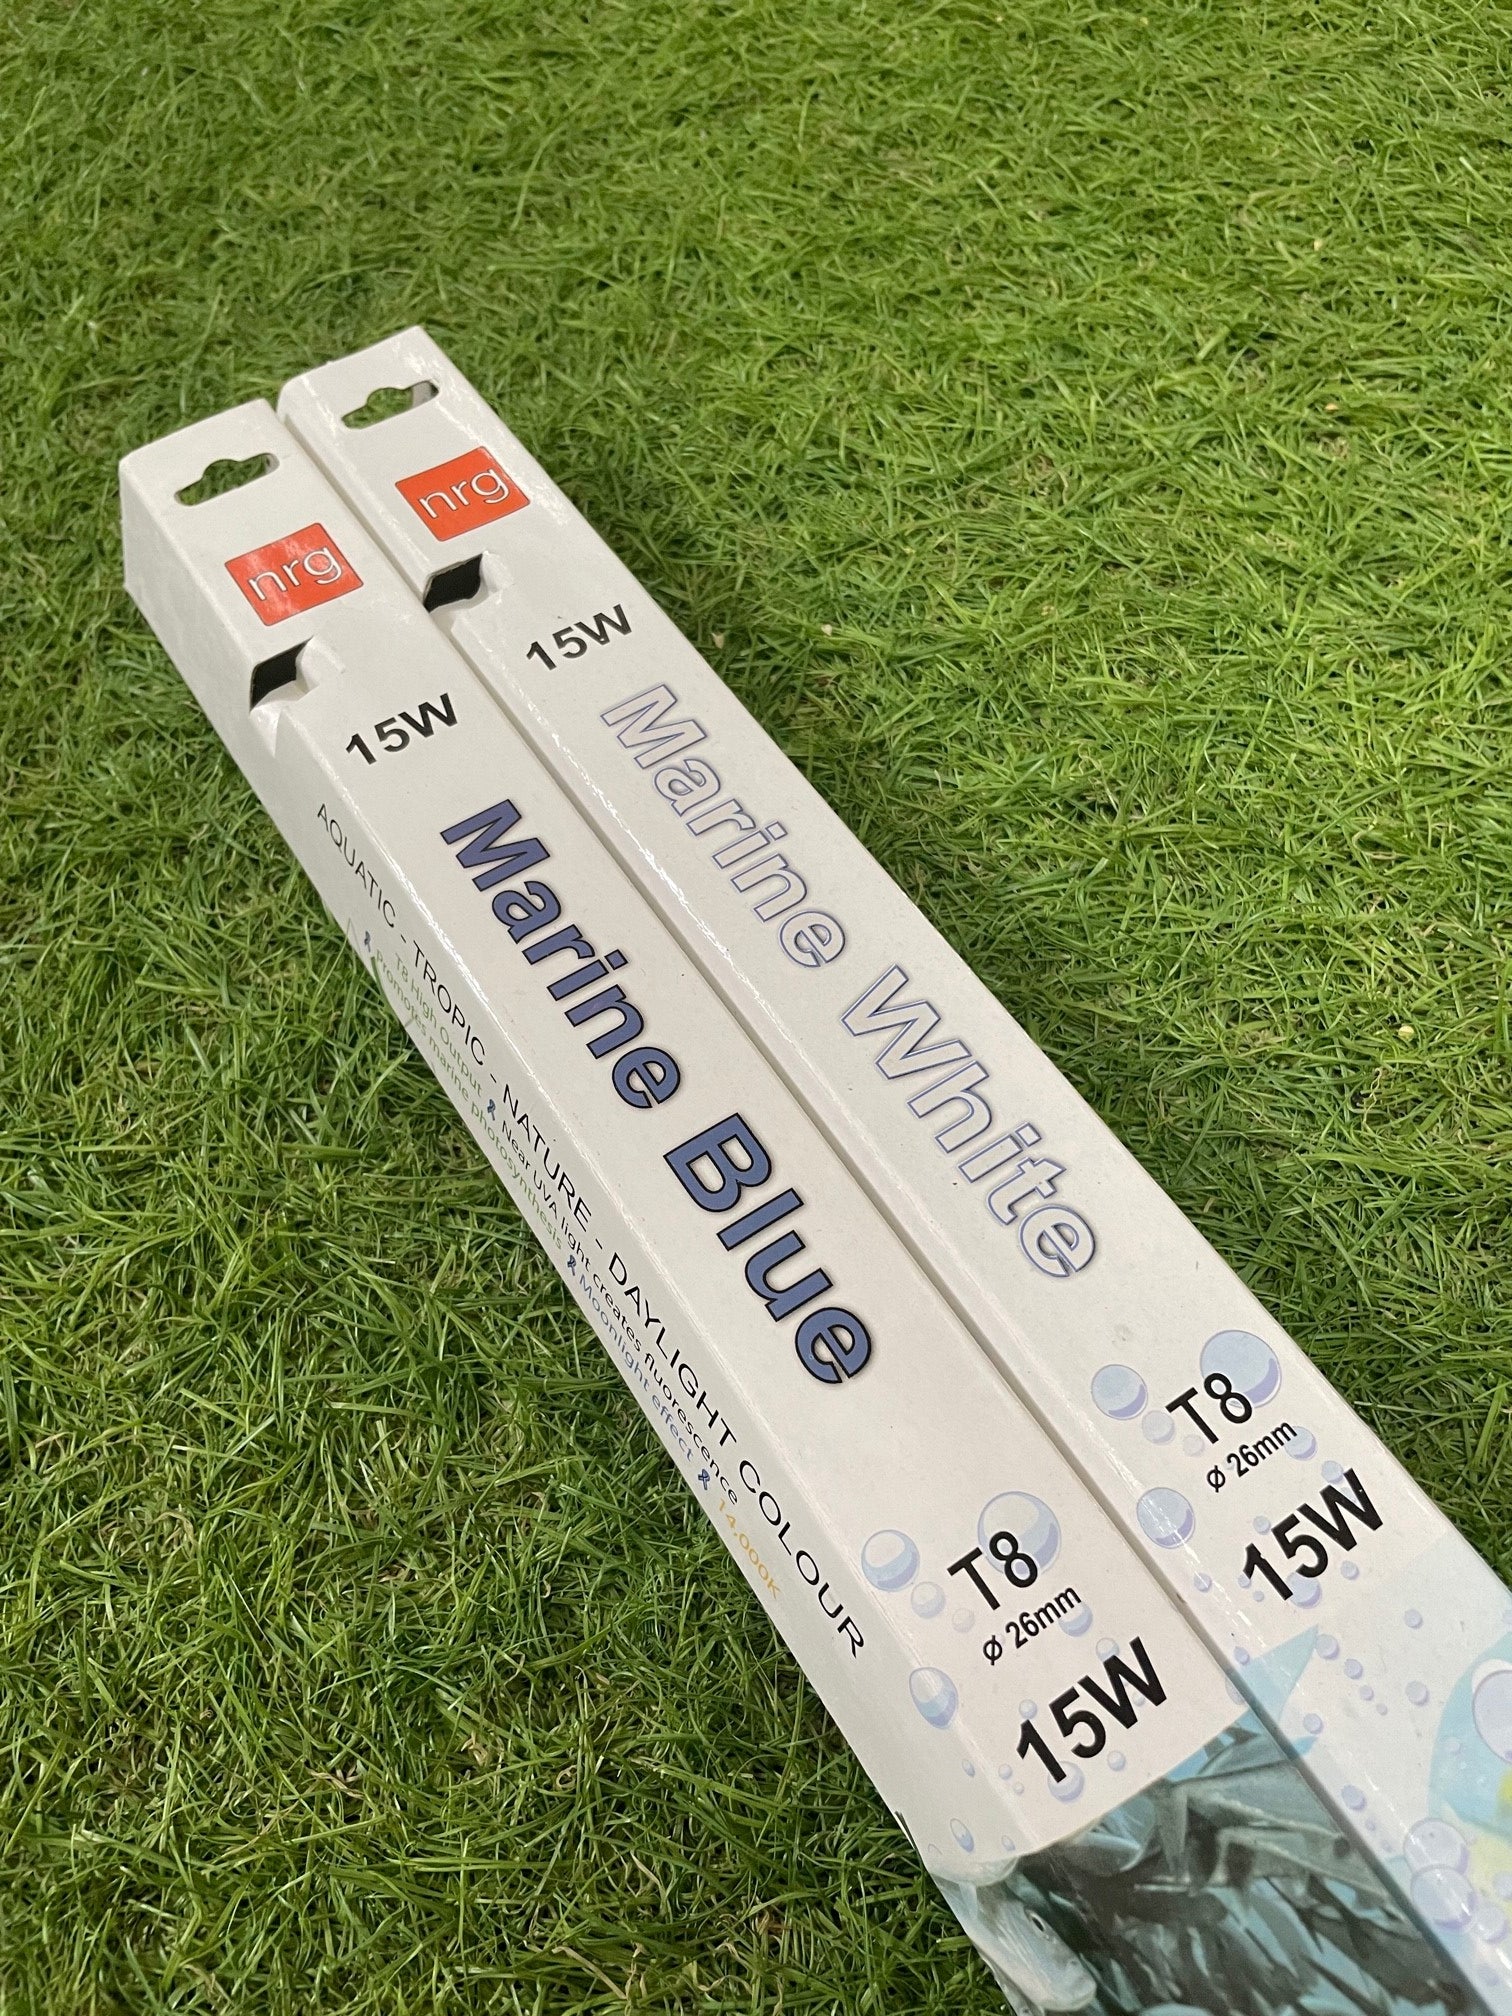 nrg
15W
Marine Blue
T8
ø 26mm
15W
AQUATIC - TROPIC - NATURE - DAYLIGHT COLOUR
T8 High Output & Near UVA light creates fluorescence
& Promotes marine photosynthesis & Moonlight effect & 14,000K
nrg
15W
Marine White
T8
ø 26mm
15W